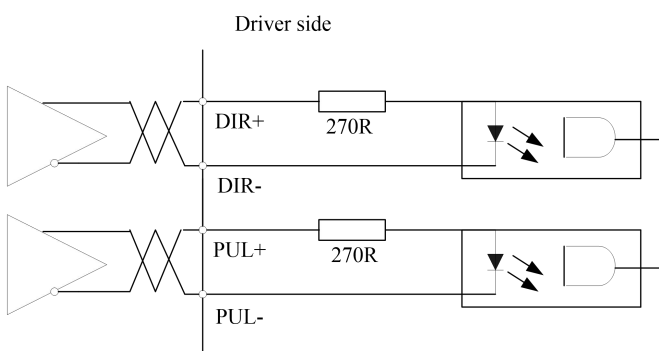 Driver side
DIR+
270R
DIR-
PUL+
270R
PUL-